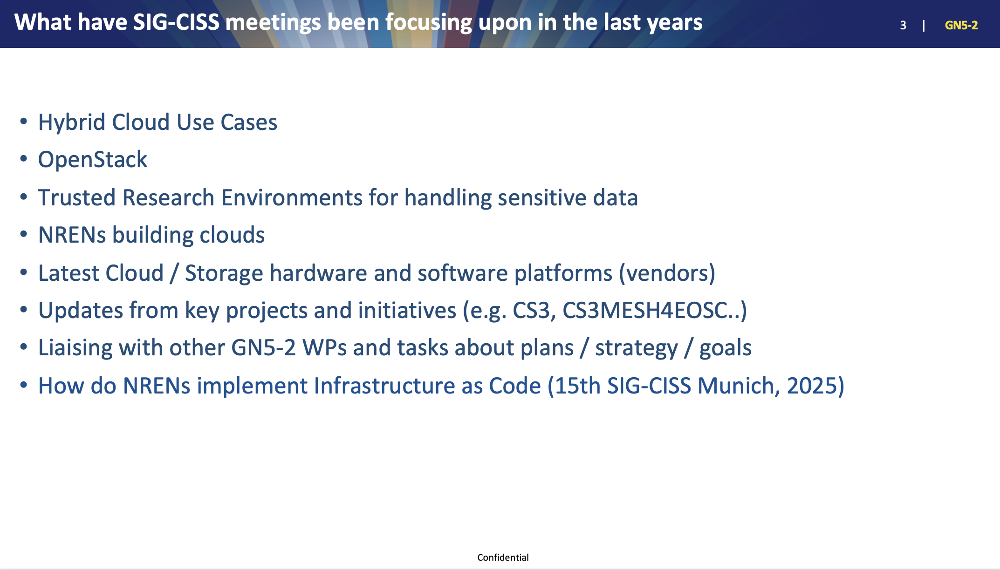 What have SIG-CISS meetings been focusing upon in the last years
3 | GN5-2
• Hybrid Cloud Use Cases
• OpenStack
• Trusted Research Environments for handling sensitive data
• NRENs building clouds
• Latest Cloud / Storage hardware and software platforms (vendors)
• Updates from key projects and initiatives (e.g. CS3, CS3MESH4EOSC..)
• Liaising with other GN5-2 WPs and tasks about plans / strategy / goals
• How do NRENs implement Infrastructure as Code (15th SIG-CISS Munich, 2025)
Confidential